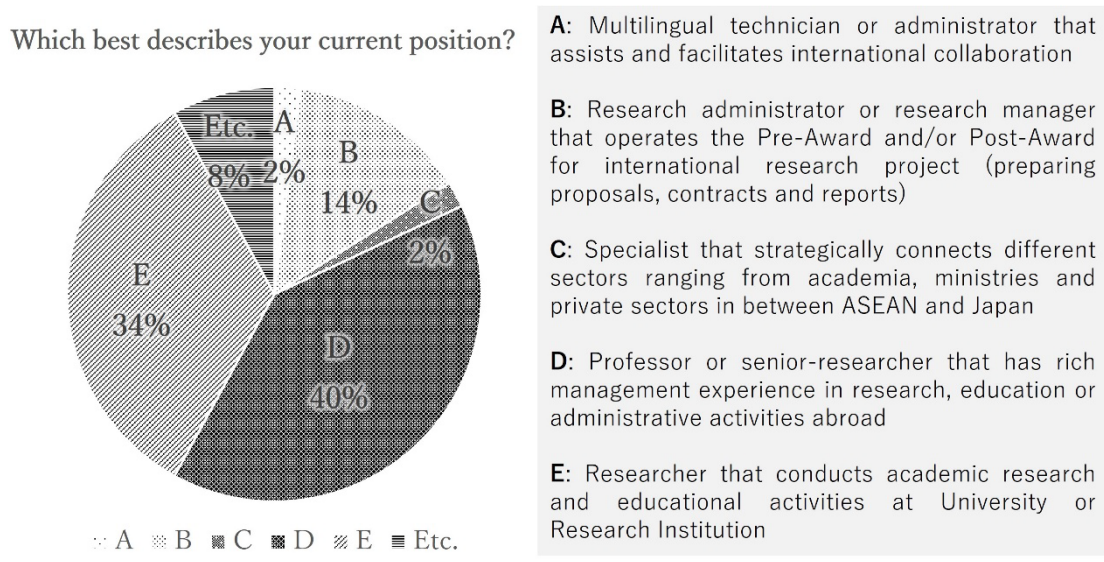 Which best describes your current position?
A
2%
B
14%
C
2%
D
40%
E
34%
Etc.
8%
A B C D E Etc.
A: Multilingual technician or administrator that
assists and facilitates international collaboration
B: Research administrator or research manager
that operates the Pre-Award and/or Post-Award
for international research project (preparing
proposals, contracts and reports)
C: Specialist that strategically connects different
sectors ranging from academia, ministries and
private sectors in between ASEAN and Japan
D: Professor or senior-researcher that has rich
management experience in research, education or
administrative activities abroad
E: Researcher that conducts academic research
and educational activities at University or
Research Institution